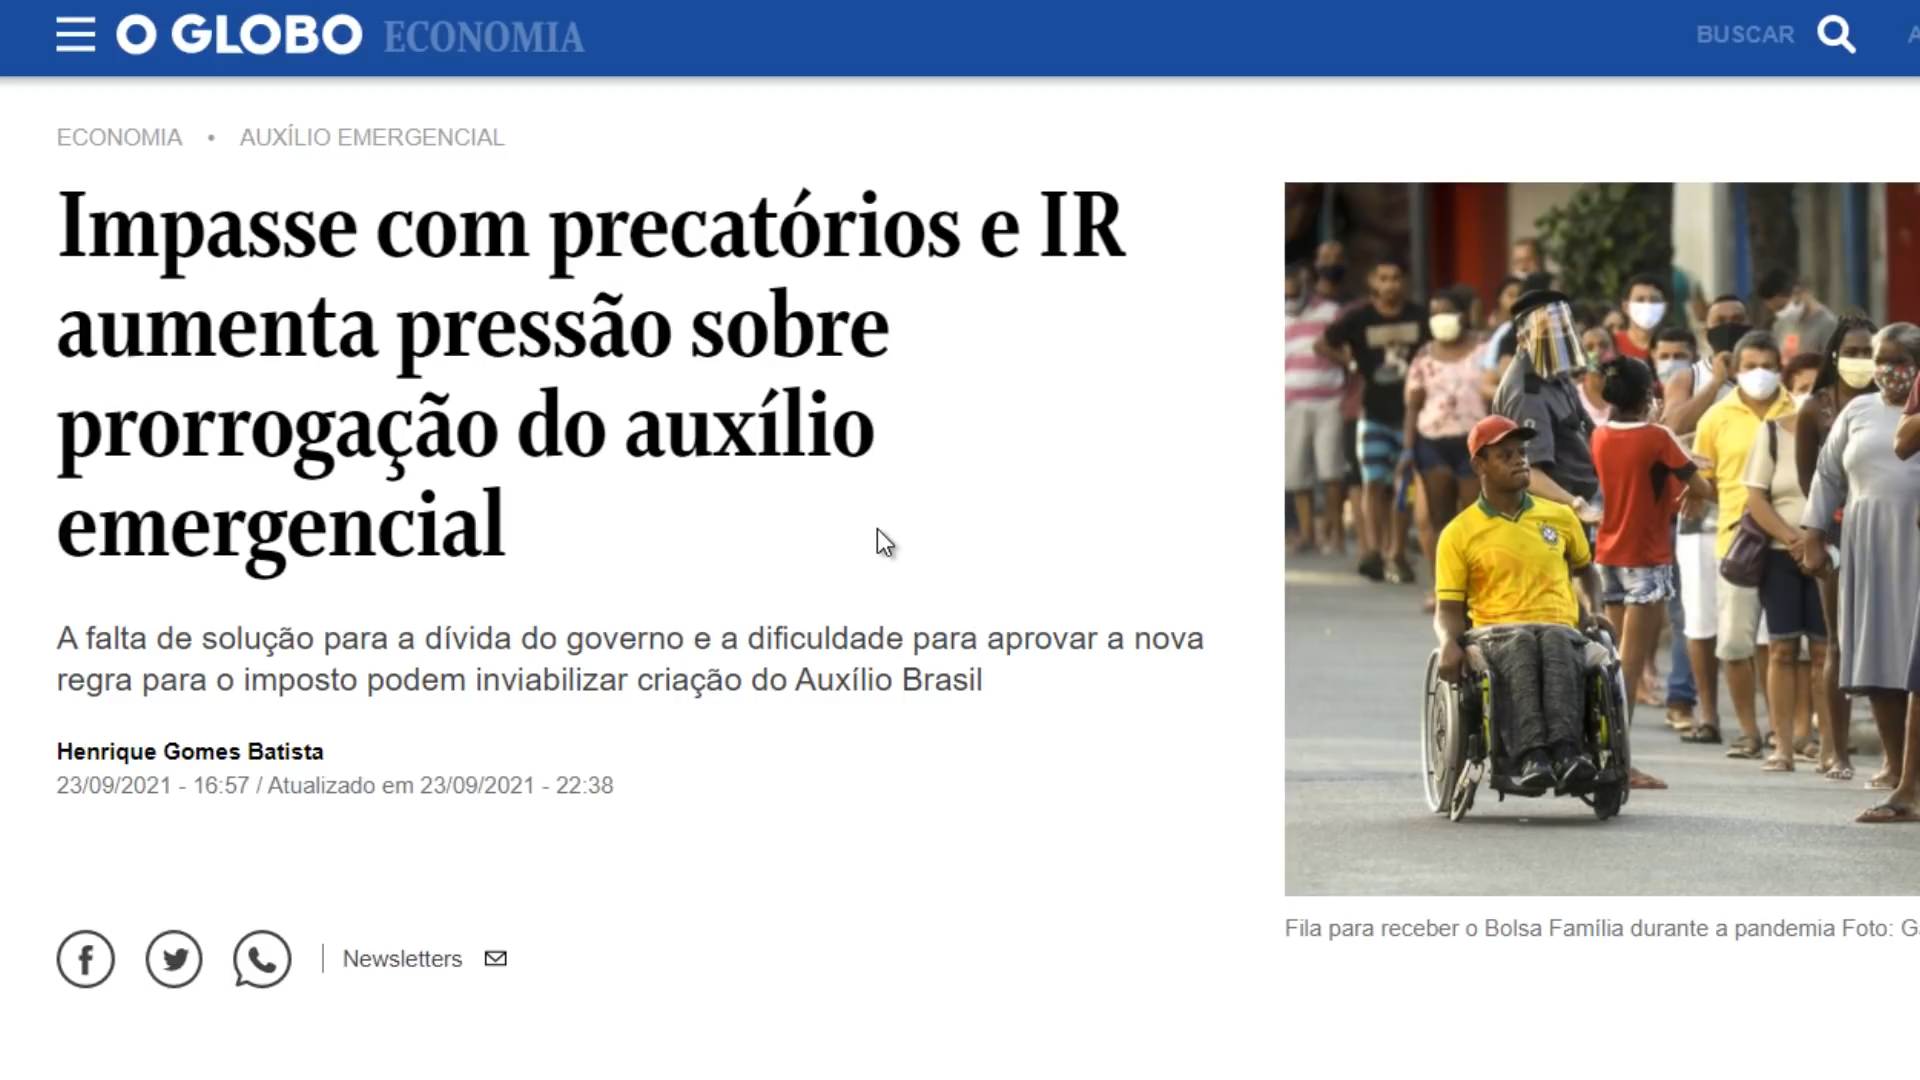 O GLOBO ECONOMIA
BUSCAR
ECONOMIA • AUXÍLIO EMERGENCIAL
Impasse com precatórios e IR
aumenta pressão sobre
prorrogação do auxílio
emergencial
A falta de solução para a dívida do governo e a dificuldade para aprovar a nova
regra para o imposto podem inviabilizar criação do Auxílio Brasil
Henrique Gomes Batista
23/09/2021 - 16:57 / Atualizado em 23/09/2021 - 22:38
Fila para receber o Bolsa Família durante a pandemia Foto:
Newsletters